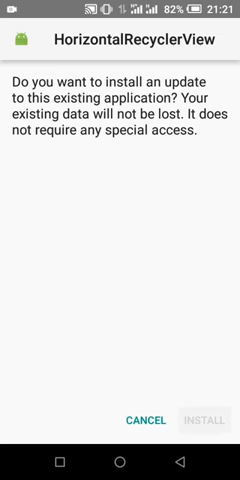 82% 21:21
HorizontalRecyclerView
Do you want to install an update
to this existing application? Your
existing data will not be lost. It does
not require any special access.
CANCEL INSTALL